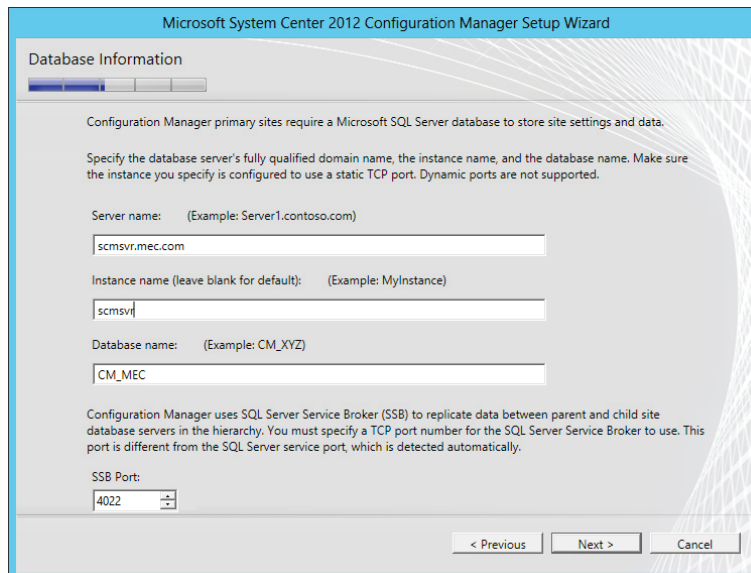 Microsoft System Center 2012 Configuration Manager Setup Wizard
Database Information
Configuration Manager primary sites require a Microsoft SQL Server database to store site settings and data.
Specify the database server's fully qualified domain name, the instance name, and the database name. Make sure
the instance you specify is configured to use a static TCP port. Dynamic ports are not supported.
Server name: (Example: Server1.contoso.com)
scmsvr.mec.com
Instance name (leave blank for default): (Example: MyInstance)
scmsvr
Database name: (Example: CM_XYZ)
CM_MEC
Configuration Manager uses SQL Server Service Broker (SSB) to replicate data between parent and child site
database servers in the hierarchy. You must specify a TCP port number for the SQL Server Service Broker to use. This
port is different from the SQL Server service port, which is detected automatically.
SSB Port:
4022
< Previous Next > Cancel